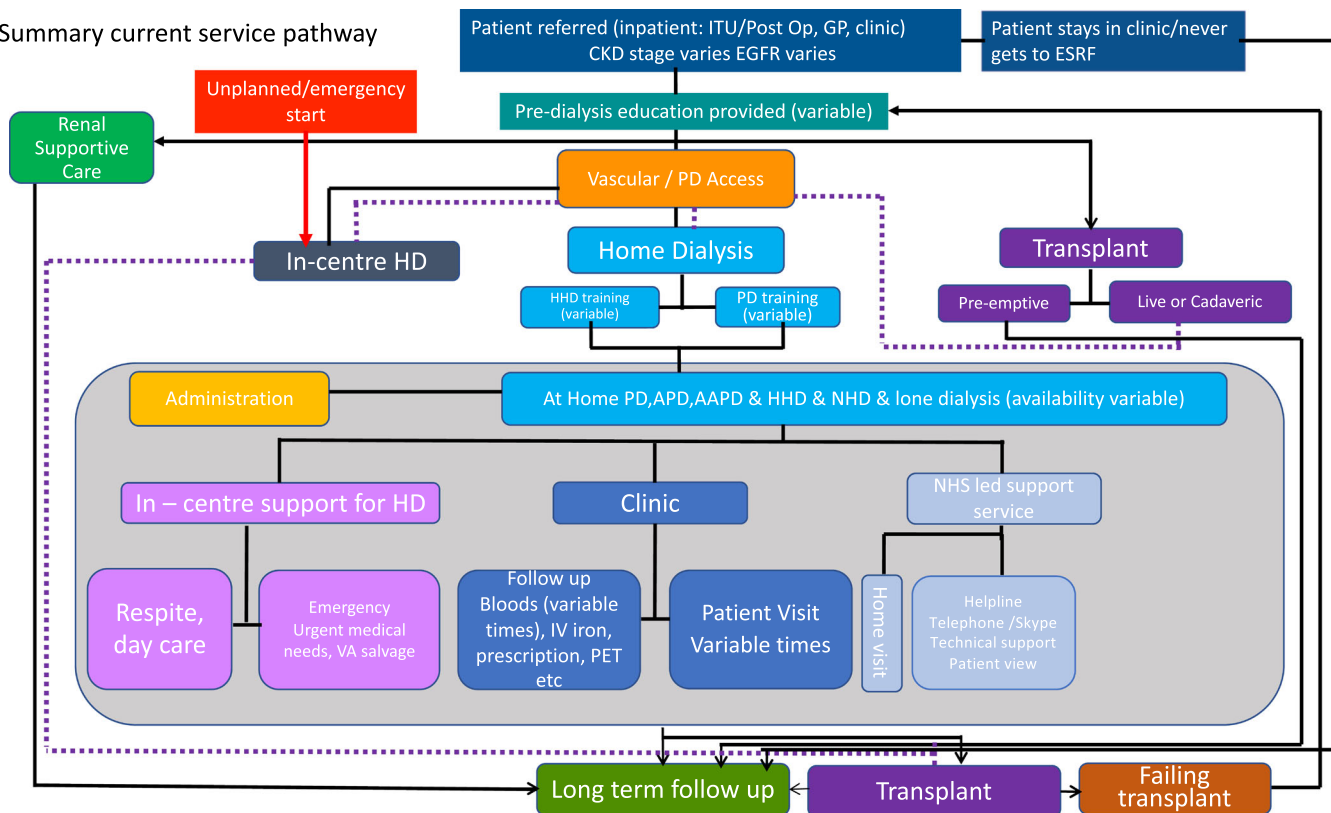 Summary current service pathway
Patient referred (inpatient: ITU/Post Op, GP, clinic)
CKD stage varies EGFR varies
Patient stays in clinic/never
gets to ESRF
Unplanned/emergency
start
Pre-dialysis education provided (variable)
Renal
Supportive
Care
Vascular / PD Access
In-centre HD
Home Dialysis
Transplant
HHD training
(variable)
PD training
(variable)
Pre-emptive
Live or Cadaveric
Administration
At Home PD,APD,AAPD & HHD & NHD & lone dialysis (availability variable)
In – centre support for HD
Clinic
NHS led support
service
Respite,
day care
Emergency
Urgent medical
needs, VA salvage
Follow up
Bloods (variable
times), IV iron,
prescription, PET
etc
Patient Visit
Variable times
Home visit
Helpline
Telephone /Skype
Technical support
Patient view
Long term follow up
Transplant
Failing
transplant